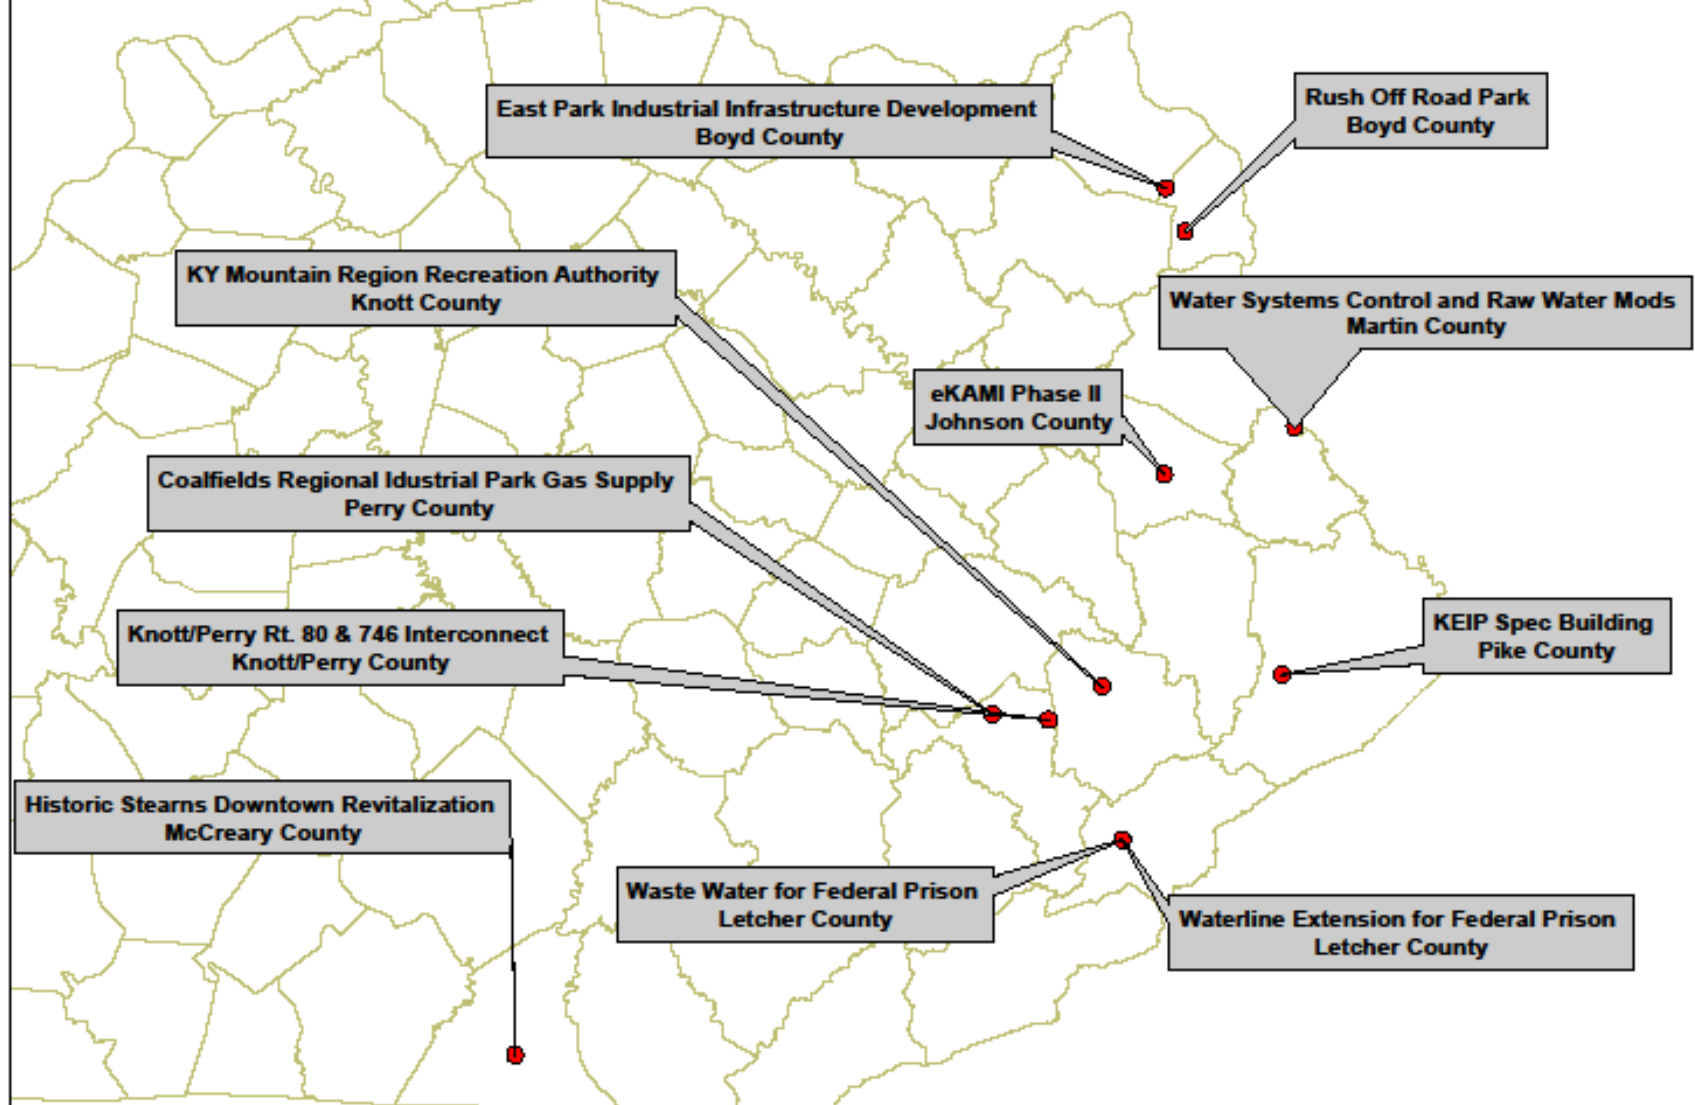 East Park Industrial Infrastructure Development
Boyd County
Rush Off Road Park
Boyd County
KY Mountain Region Recreation Authority
Knott County
Water Systems Control and Raw Water Mods
Martin County
eKAMI Phase II
Johnson County
Coalfields Regional Idustrial Park Gas Supply
Perry County
Knott/Perry Rt. 80 & 746 Interconnect
Knott/Perry County
KEIP Spec Building
Pike County
Historic Stearns Downtown Revitalization
McCreary County
Waste Water for Federal Prison
Letcher County
Waterline Extension for Federal Prison
Letcher County